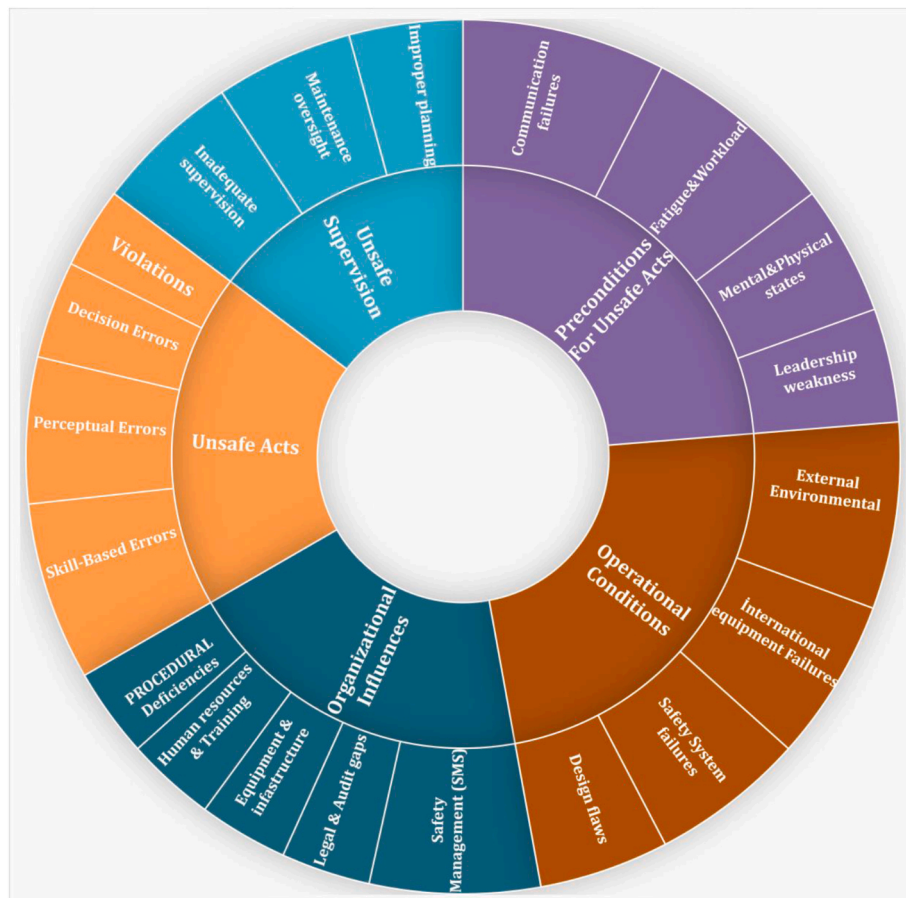 Communication
failures
Fatigue&Workload
Mental&Physical
states
Leadership
weakness
Preconditions
For Unsafe Acts
External
Environmental
İnternational
equipment Failures
Safety System
failures
Design flaws
Operational
Conditions
Safety
Management (SMS)
Legal & Audit gaps
Equipment &
infastructure
Human resources
& Training
PROCEDURAL
Deficiencies
Organizational
Influences
Skill-Based Errors
Perceptual Errors
Decision Errors
Violations
Unsafe Acts
Inadequate
supervision
Maintenance
oversight
Improper planning
Unsafe
Supervision